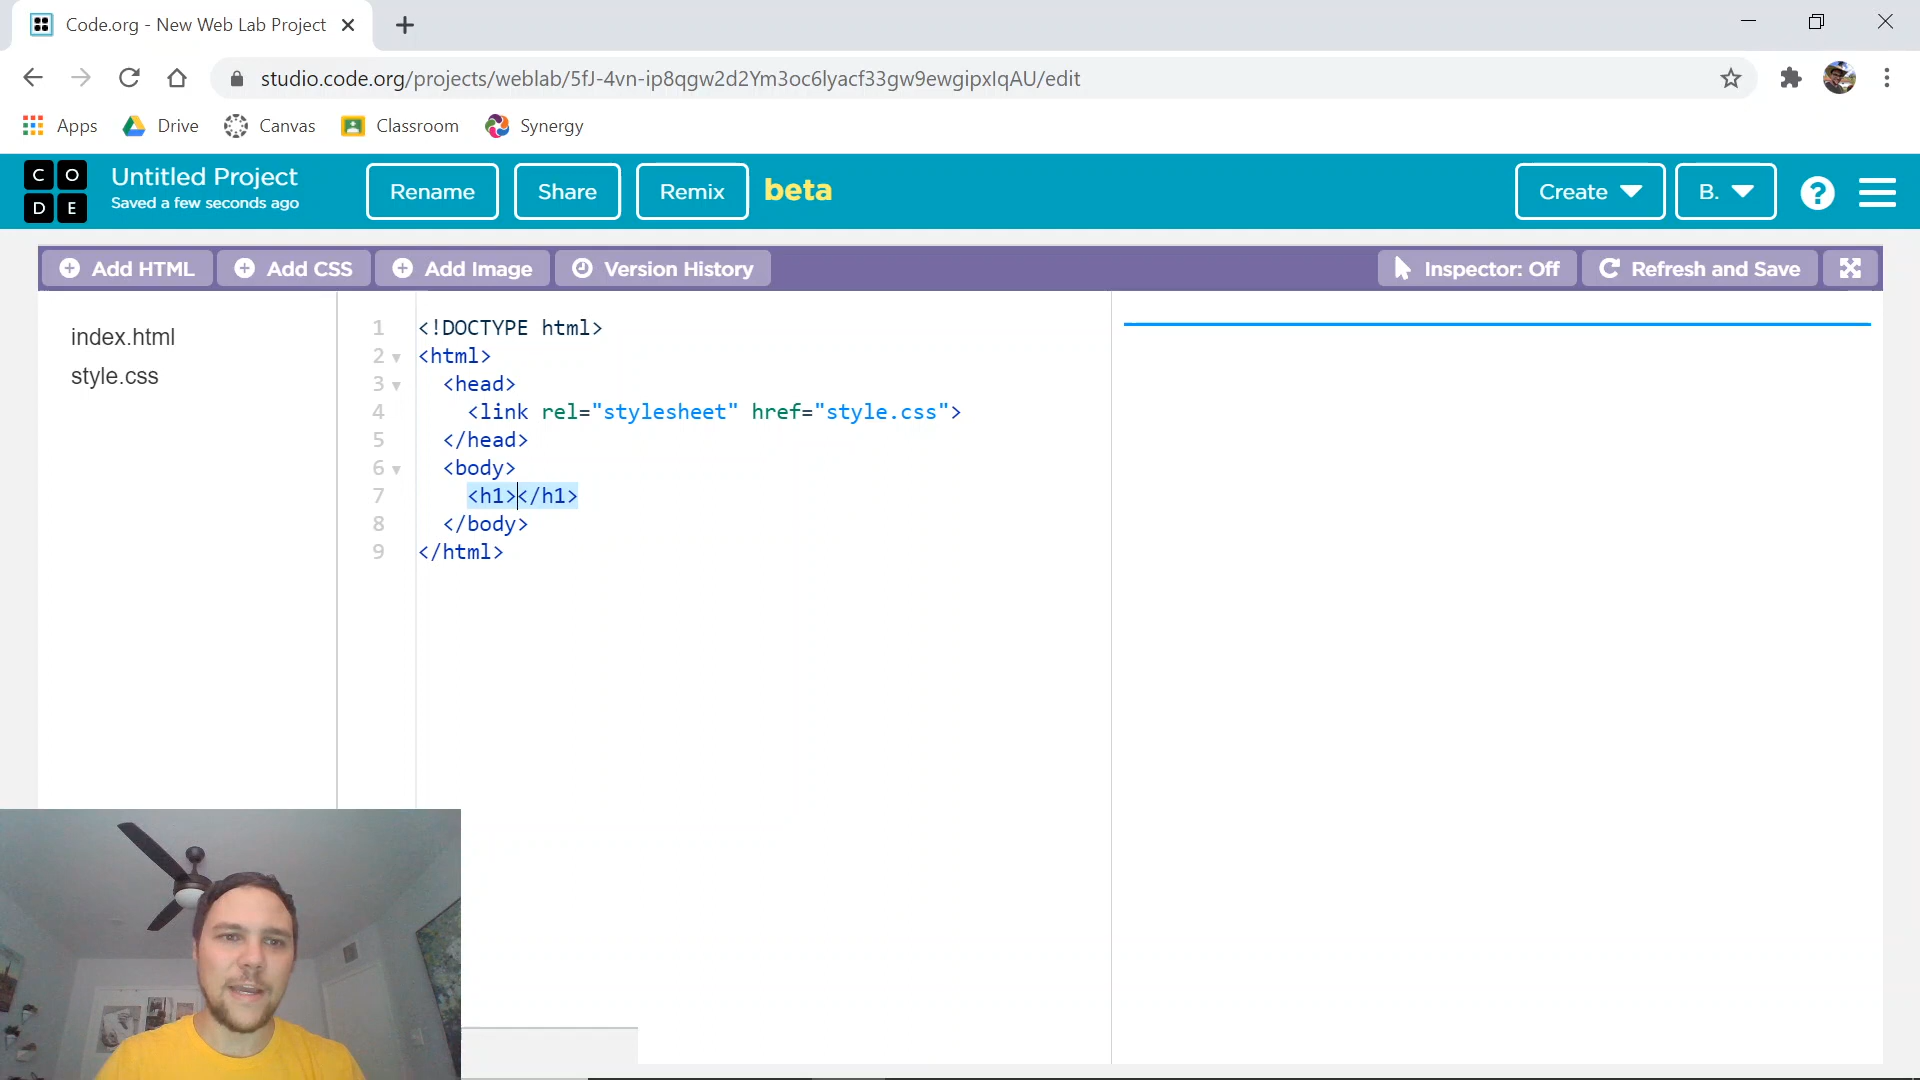 Code.org - New Web Lab Project
studio.code.org/projects/weblab/5fJ-4vn-ip8qgw2d2Ym3oc6lyacf33gw9ewgipxIqAU/edit
Apps Drive Canvas Classroom Synergy
C O D E
Untitled Project
Saved a few seconds ago
Rename Share Remix beta
Create B. ?
Add HTML Add CSS Add Image Version History Inspector: Off Refresh and Save
index.html
style.css
1 <!DOCTYPE html>
2 <html>
3 <head>
4 <link rel="stylesheet" href="style.css">
5 </head>
6 <body>
7 <h1></h1>
8 </body>
9 </html>